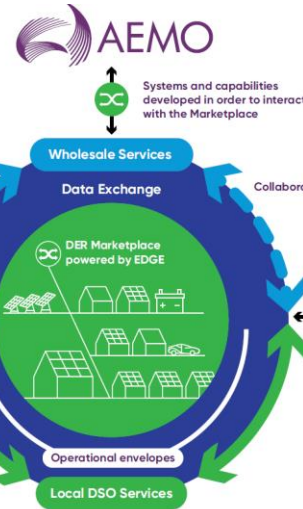 AEMO
Systems and capabilities
developed in order to interact
with the Marketplace
Wholesale Services
Data Exchange
Collabora
DER Marketplace
powered by EDGE
Operational envelopes
Local DSO Services